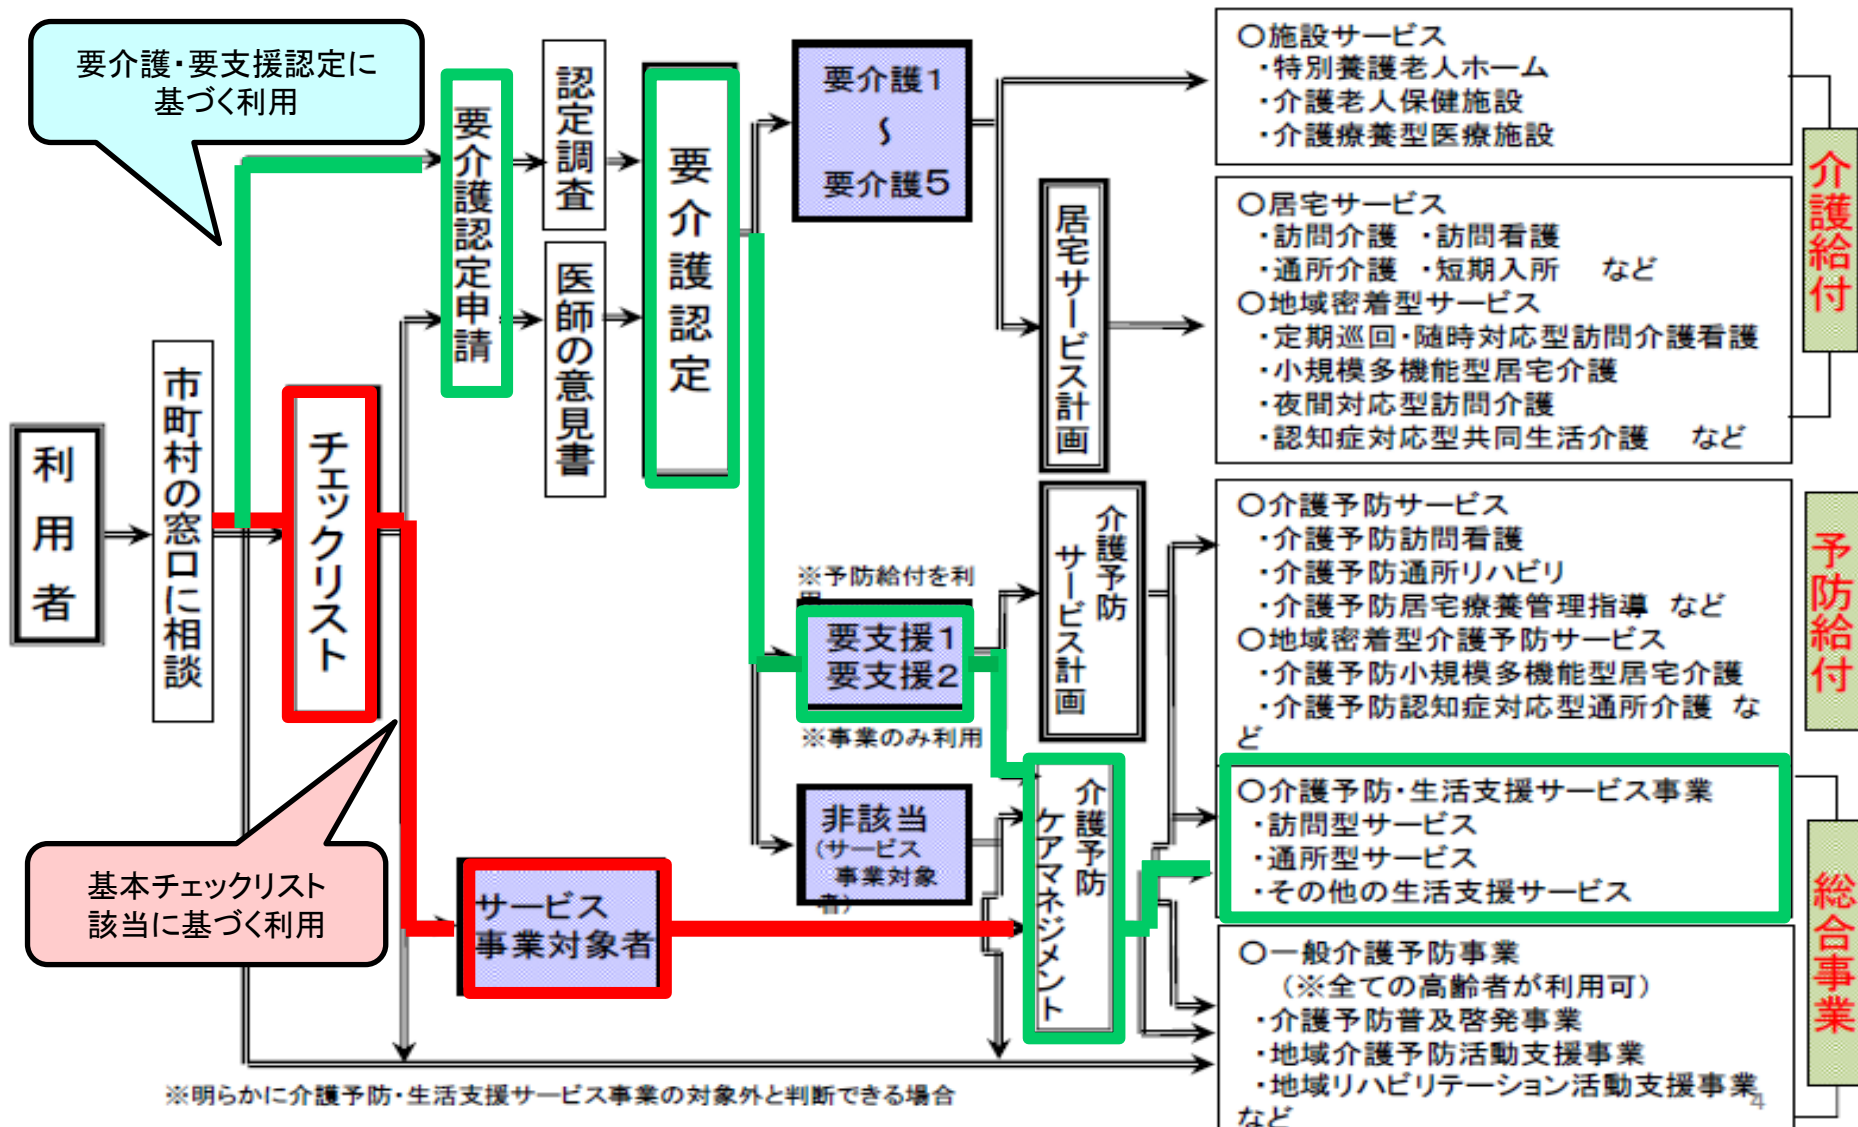 要介護・要支援認定に
基づく利用
利用者
市町村の窓口に相談
チェックリスト
基本チェックリスト
該当に基づく利用
要介護認定申請
認定調査
医師の意見書
要介護認定
要介護1
〜
要介護5
※予防給付を利
要支援1
要支援2
※事業のみ利用
非該当
(サービス
事業対象
者)
サービス
事業対象者
居宅サービス計画
介護予防
サービス計画
介護予防
ケアマネジメント
〇施設サービス
・特別養護老人ホーム
・介護老人保健施設
・介護療養型医療施設
〇居宅サービス
・訪問介護 ・訪問看護
・通所介護 ・短期入所 など
〇地域密着型サービス
・定期巡回・随時対応型訪問介護看護
・小規模多機能型居宅介護
・夜間対応型訪問介護
・認知症対応型共同生活介護 など
介護給付
〇介護予防サービス
・介護予防訪問看護
・介護予防通所リハビリ
・介護予防居宅療養管理指導 など
〇地域密着型介護予防サービス
・介護予防小規模多機能型居宅介護
・介護予防認知症対応型通所介護 な
ど
予防給付
〇介護予防・生活支援サービス事業
・訪問型サービス
・通所型サービス
・その他の生活支援サービス
〇一般介護予防事業
(※全ての高齢者が利用可)
・介護予防普及啓発事業
・地域介護予防活動支援事業
・地域リハビリテーション活動支援事業
など
総合事業
※明らかに介護予防・生活支援サービス事業の対象外と判断できる場合
4